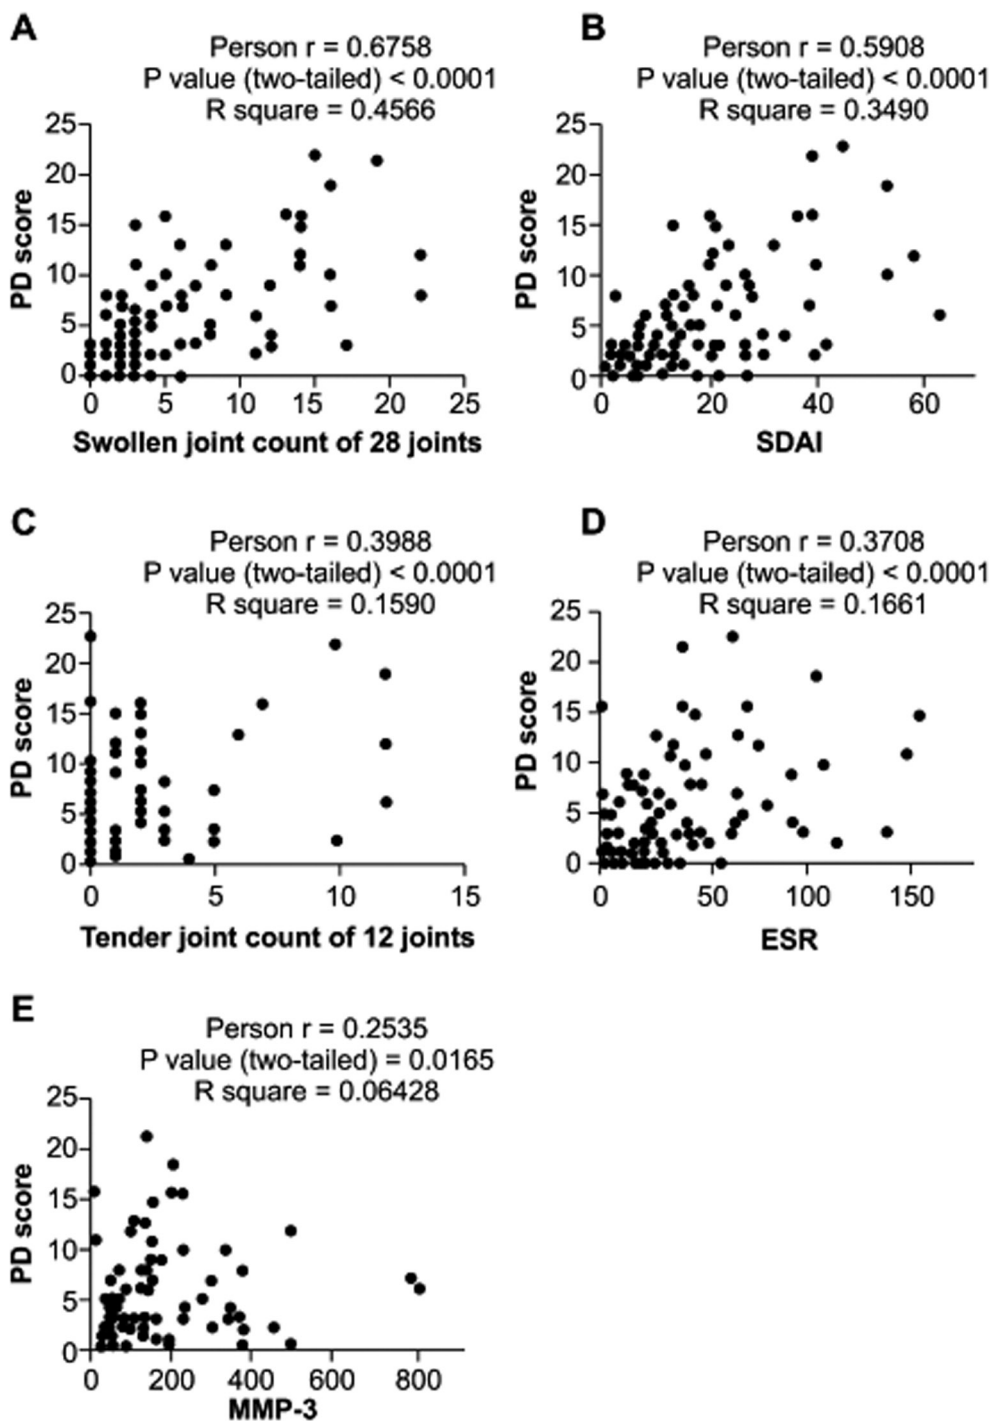 A
Person r = 0.6758
P value (two-tailed) < 0.0001
R square = 0.4566
25
20
15
10
5
0
PD score
0 5 10 15 20 25
Swollen joint count of 28 joints
B
Person r = 0.5908
P value (two-tailed) < 0.0001
R square = 0.3490
25
20
15
10
5
0
PD score
0 20 40 60
SDAI
C
Person r = 0.3988
P value (two-tailed) < 0.0001
R square = 0.1590
25
20
15
10
5
0
PD score
0 5 10 15
Tender joint count of 12 joints
D
Person r = 0.3708
P value (two-tailed) < 0.0001
R square = 0.1661
25
20
15
10
5
0
PD score
0 50 100 150
ESR
E
Person r = 0.2535
P value (two-tailed) = 0.0165
R square = 0.06428
25
20
15
10
5
0
PD score
0 200 400 600 800
MMP-3